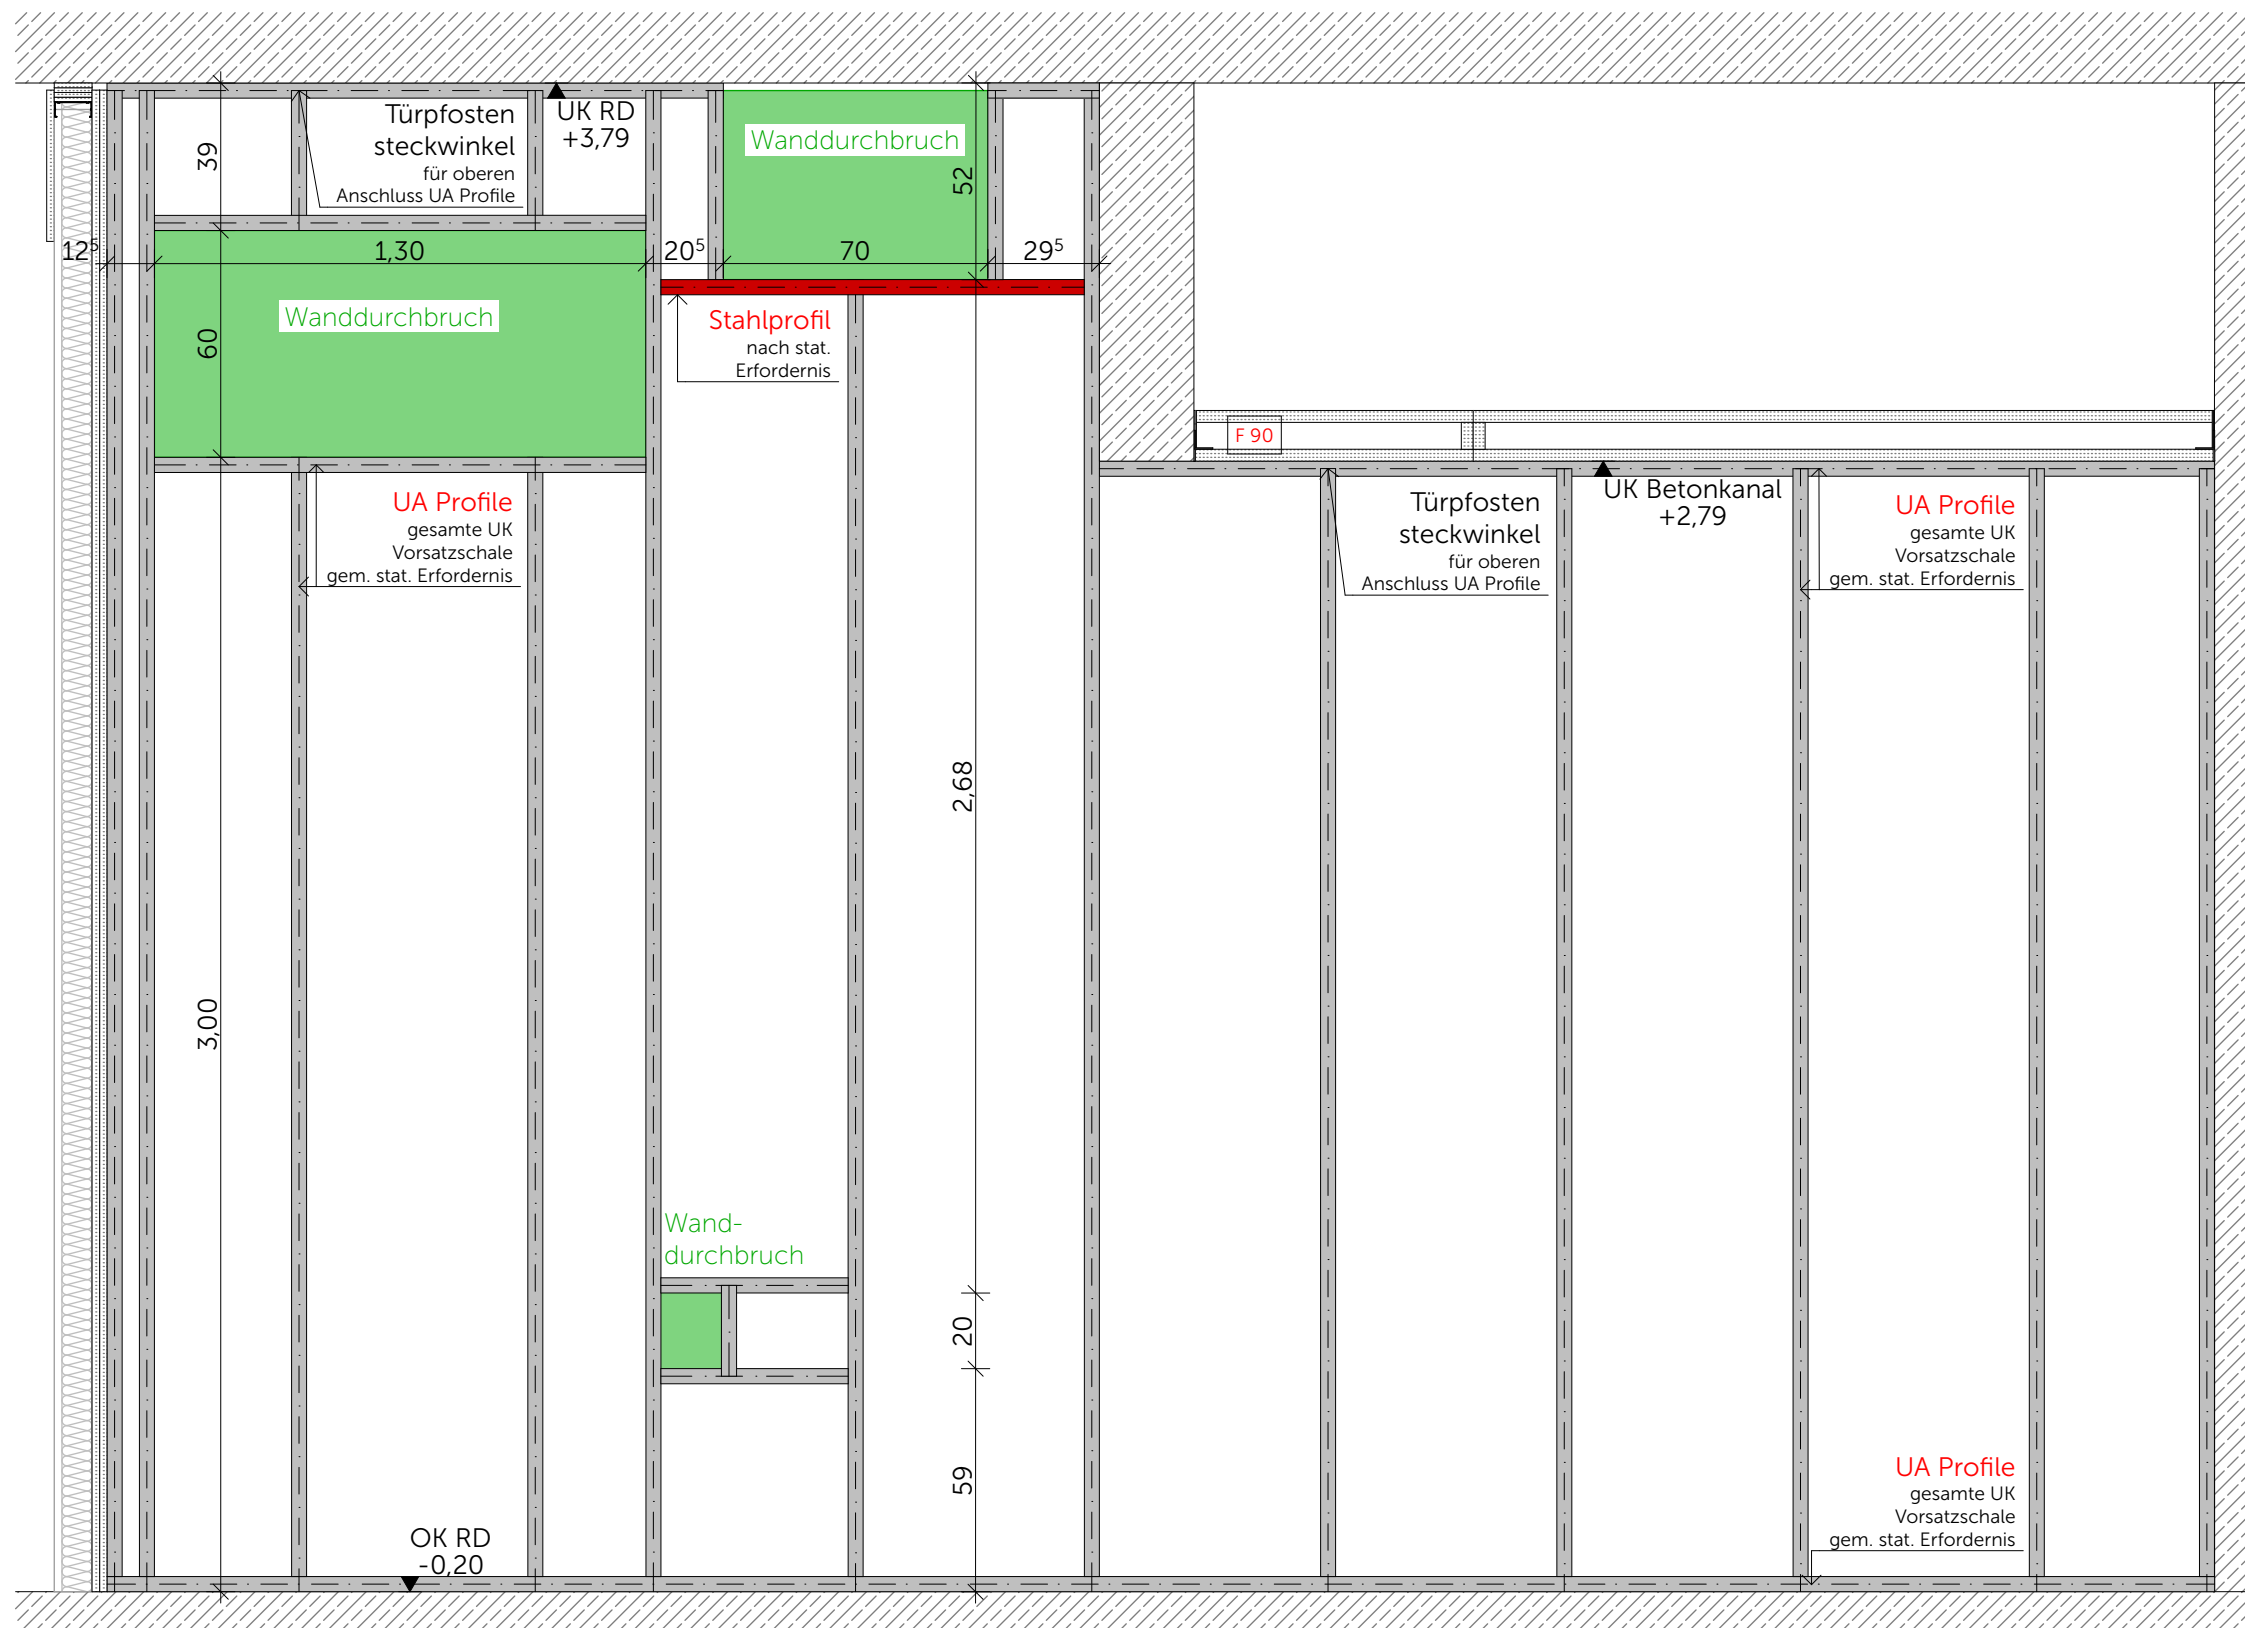 Türpfosten
steckwinkel
für oberen
Anschluss UA Profile
UK RD
+3,79
Wanddurchbruch
39
52
12⁵
1,30
20⁵
70
29⁵
Wanddurchbruch
60
Stahlprofil
nach stat.
Erfordernis
F 90
UA Profile
gesamte UK
Vorsatzschale
gem. stat. Erfordernis
Türpfosten
steckwinkel
für oberen
Anschluss UA Profile
UK Betonkanal
+2,79
UA Profile
gesamte UK
Vorsatzschale
gem. stat. Erfordernis
2,68
3,00
Wand-
durchbruch
20
59
UA Profile
gesamte UK
Vorsatzschale
gem. stat. Erfordernis
OK RD
-0,20